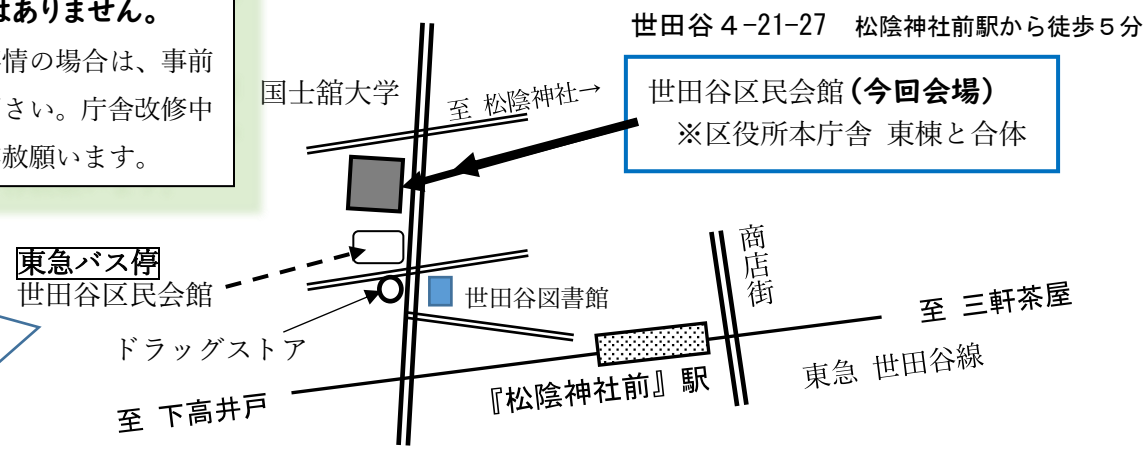 はありません。
情の場合は、事前
さい。庁舎改修中
赦願います。
世田谷４-21-27 松陰神社前駅から徒歩５分
世田谷区民会館(今回会場)
※区役所本庁舎 東棟と合体
国士舘大学
至 松陰神社→
東急バス停
世田谷区民会館
世田谷図書館
商店街
ドラッグストア
至 三軒茶屋
東急 世田谷線
『松陰神社前』駅
至 下高井戸